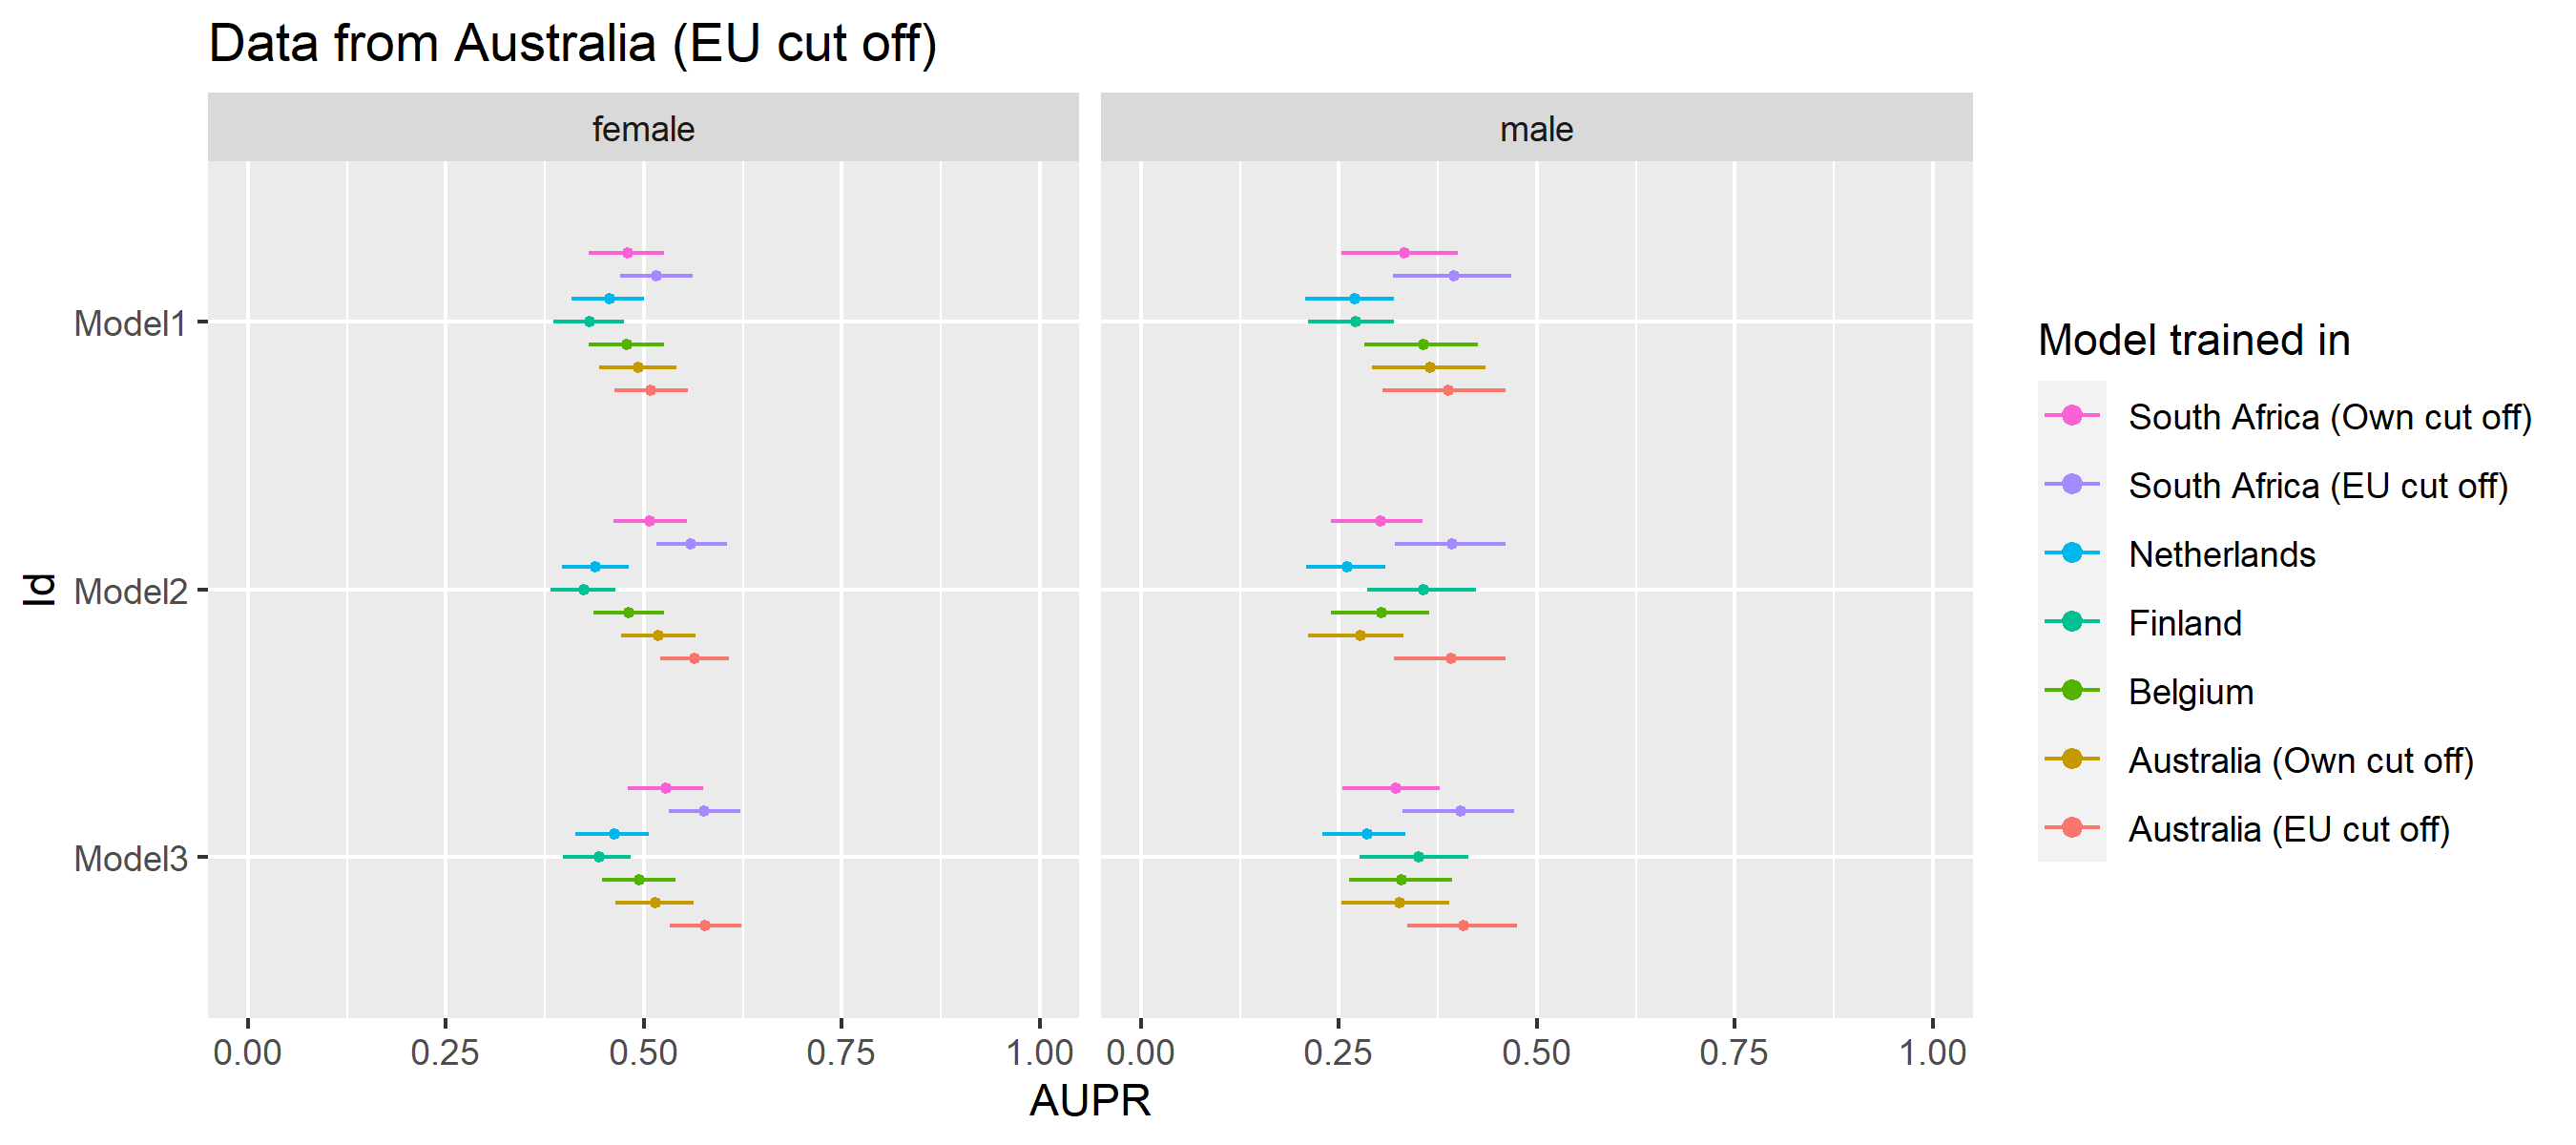 Data from Australia (EU cut off)
female
male
Model1
Model2
Model3
Id
0.00 0.25 0.50 0.75 1.00
0.00 0.25 0.50 0.75 1.00
AUPR
Model trained in
South Africa (Own cut off)
South Africa (EU cut off)
Netherlands
Finland
Belgium
Australia (Own cut off)
Australia (EU cut off)